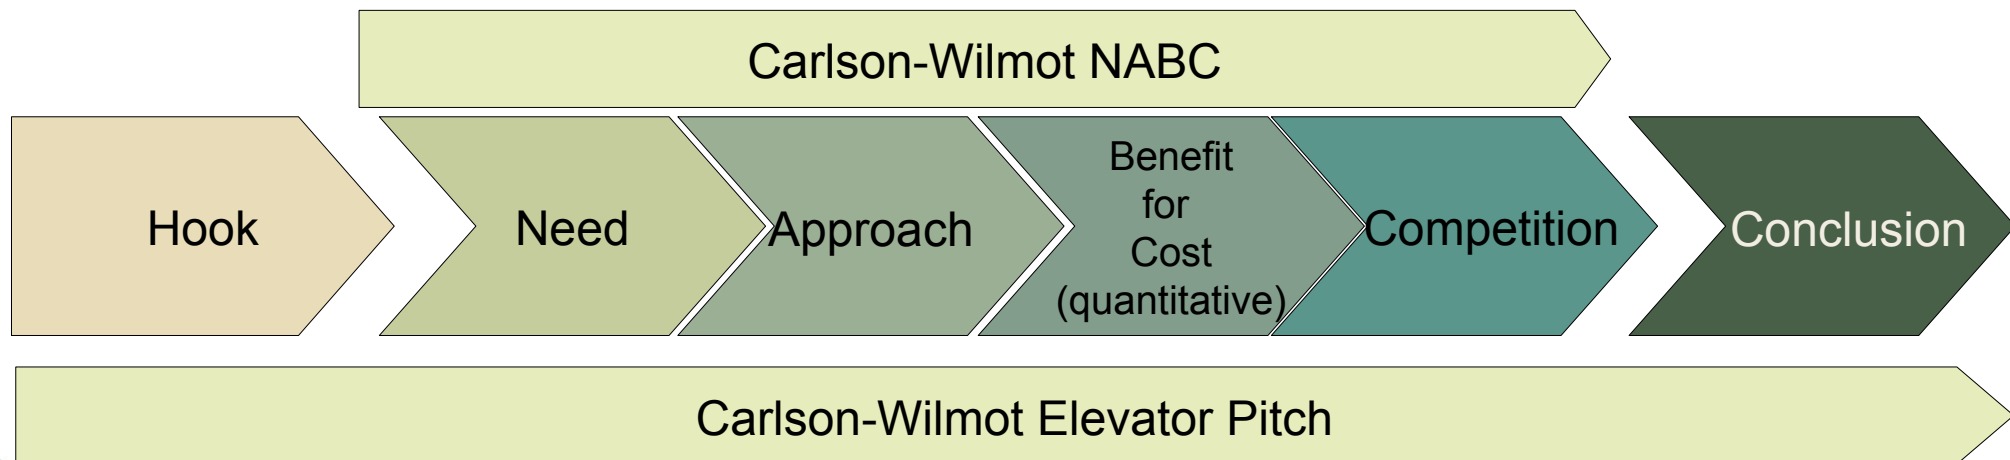 Carlson-Wilmot NABC
Hook
Need
Approach
Benefit
for
Cost
(quantitative)
Competition
Conclusion
Carlson-Wilmot Elevator Pitch